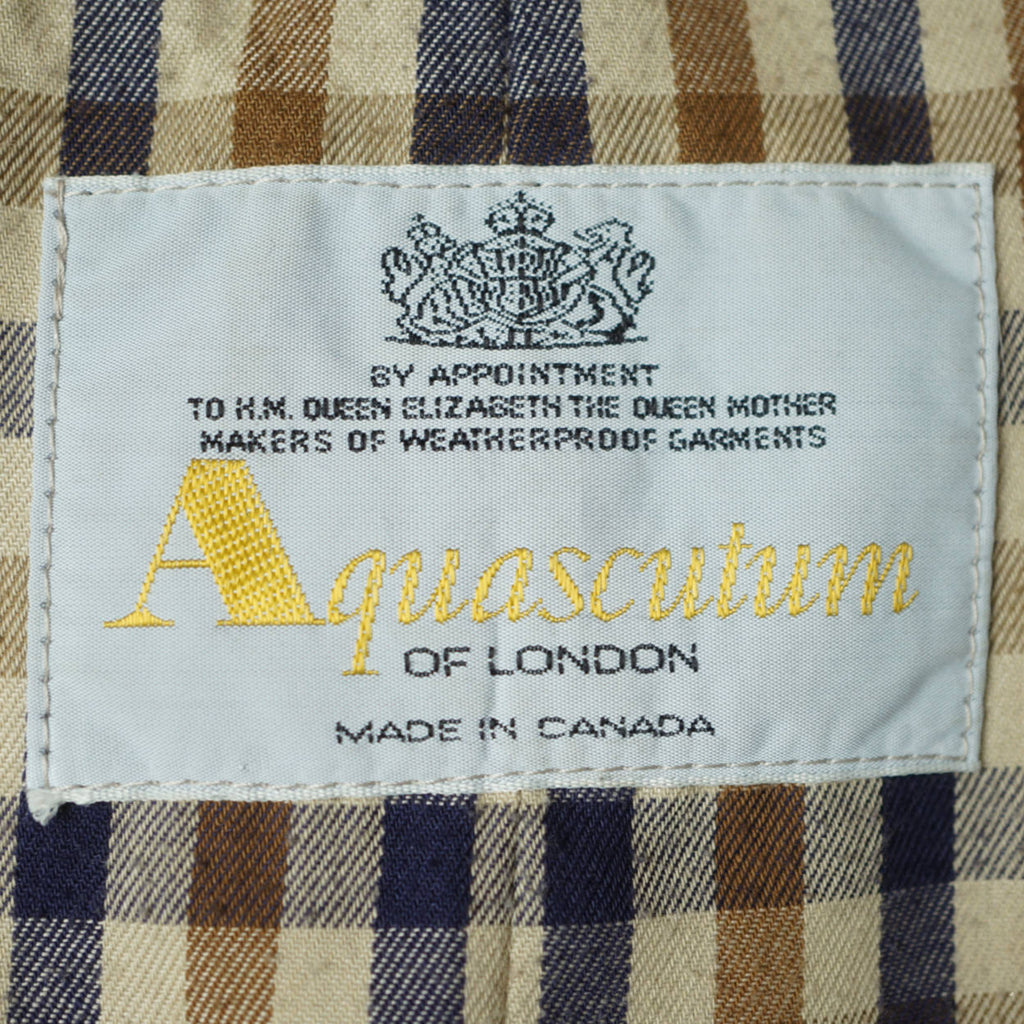 BY APPOINTMENT
TO H.M. QUEEN ELIZABETH THE QUEEN MOTHER
MAKERS OF WEATHERPROOF GARMENTS
Aquascutum
OF LONDON
MADE IN CANADA